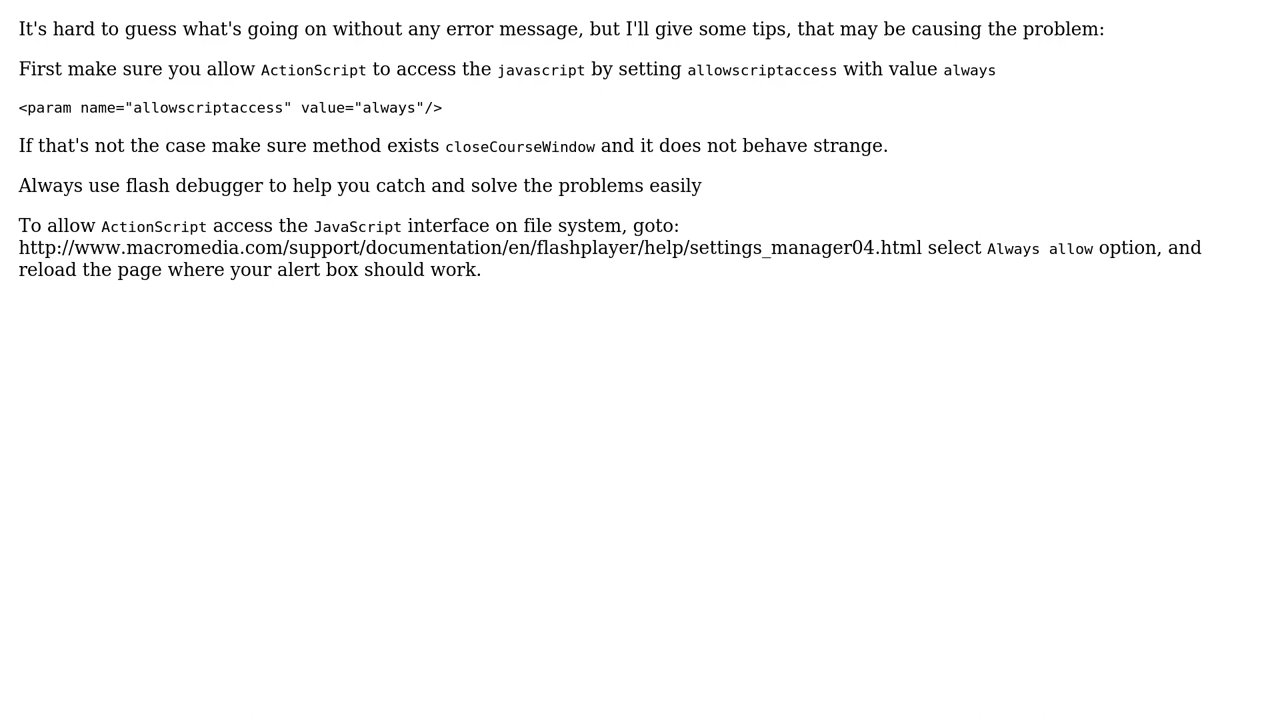 It's hard to guess what's going on without any error message, but I'll give some tips, that may be causing the problem:
First make sure you allow ActionScript to access the javascript by setting allowscriptaccess with value always
<param name="allowscriptaccess" value="always"/>
If that's not the case make sure method exists closeCourseWindow and it does not behave strange.
Always use flash debugger to help you catch and solve the problems easily
To allow ActionScript access the JavaScript interface on file system, goto:
http://www.macromedia.com/support/documentation/en/flashplayer/help/settings_manager04.html select Always allow option, and
reload the page where your alert box should work.